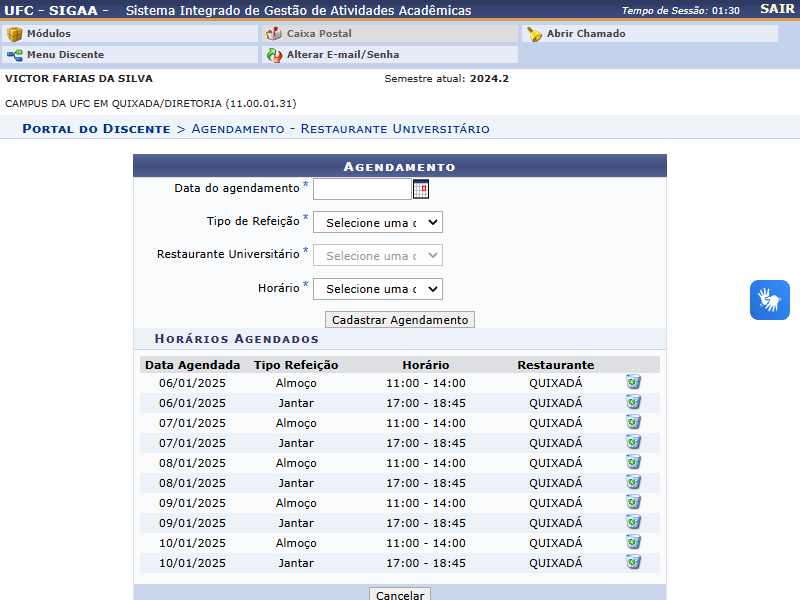 UFC - SIGAA - Sistema Integrado de Gestão de Atividades Acadêmicas Tempo de Sessão: 01:30 SAIR
Módulos Caixa Postal Abrir Chamado
Menu Discente Alterar E-mail/Senha
VICTOR FARIAS DA SILVA Semestre atual: 2024.2
CAMPUS DA UFC EM QUIXADA/DIRETORIA (11.00.01.31)
PORTAL DO DISCENTE > AGENDAMENTO - RESTAURANTE UNIVERSITÁRIO
AGENDAMENTO
Data do agendamento *
Tipo de Refeição * Selecione uma
Restaurante Universitário * Selecione uma
Horário * Selecione uma
Cadastrar Agendamento
HORÁRIOS AGENDADOS
Data Agendada Tipo Refeição Horário Restaurante
06/01/2025 Almoço 11:00 - 14:00 QUIXADÁ
06/01/2025 Jantar 17:00 - 18:45 QUIXADÁ
07/01/2025 Almoço 11:00 - 14:00 QUIXADÁ
07/01/2025 Jantar 17:00 - 18:45 QUIXADÁ
08/01/2025 Almoço 11:00 - 14:00 QUIXADÁ
08/01/2025 Jantar 17:00 - 18:45 QUIXADÁ
09/01/2025 Almoço 11:00 - 14:00 QUIXADÁ
09/01/2025 Jantar 17:00 - 18:45 QUIXADÁ
10/01/2025 Almoço 11:00 - 14:00 QUIXADÁ
10/01/2025 Jantar 17:00 - 18:45 QUIXADÁ
Cancelar